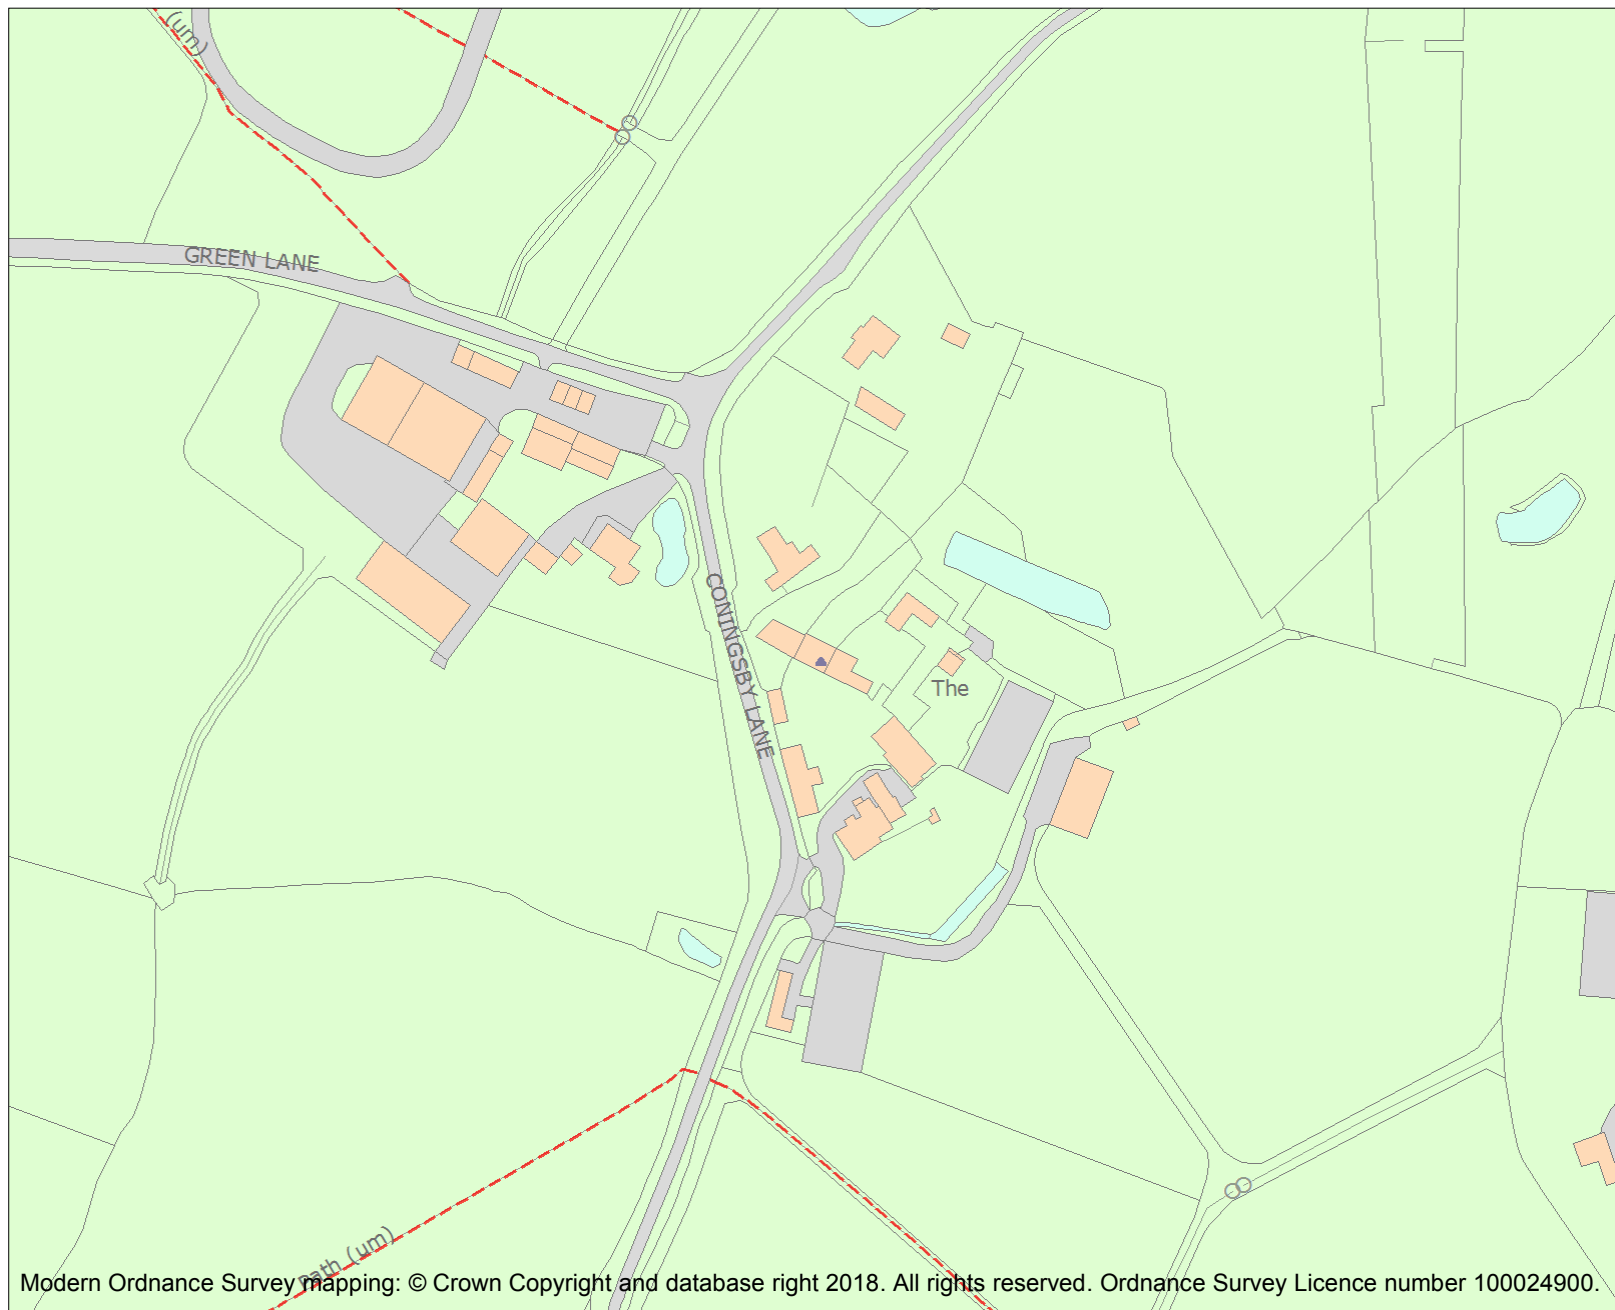 (um)
GREEN LANE
CONINGSBY LANE
The
Path (um)
Modern Ordnance Survey mapping: © Crown Copyright and database right 2018. All rights reserved. Ordnance Survey Licence number 100024900.